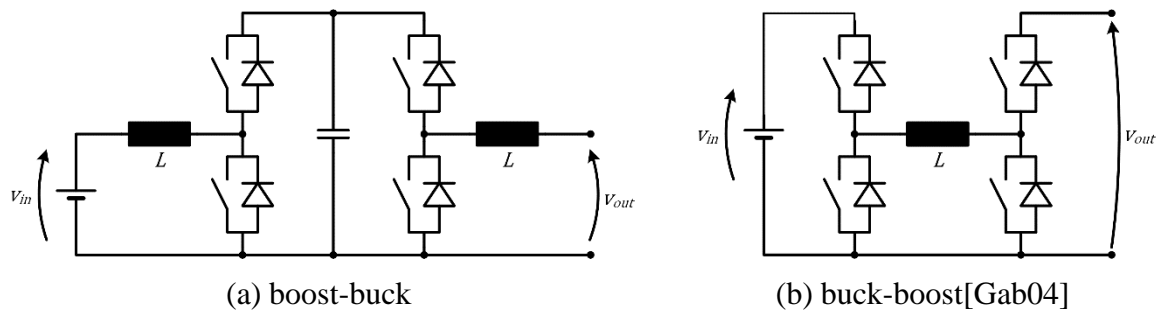 v_in
L
L
v_out
(a) boost-buck
v_in
L
v_out
(b) buck-boost[Gab04]